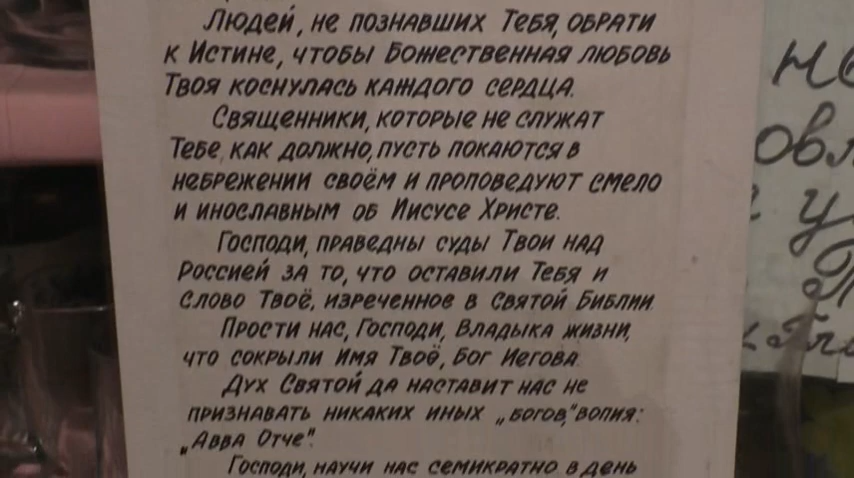 Людей, не познавших Тебя, обрати
к Истине, чтобы Божественная любовь
Твоя коснулась каждого сердца.
Священники, которые не служат
Тебе, как должно, пусть покаются в
небрежении своём и проповедуют смело
и инославным об Иисусе Христе.
Господи, праведны суды Твои над
Россией за то, что оставили Тебя и
Слово Твоё, изреченное в Святой Библии.
Прости нас, Господи, Владыка жизни,
что сокрыли Имя Твоё, Бог Иегова.
Дух Святой да наставит нас не
признавать никаких иных „богов,” вопия:
„Авва Отче”.
Господи, научи нас семикратно в день